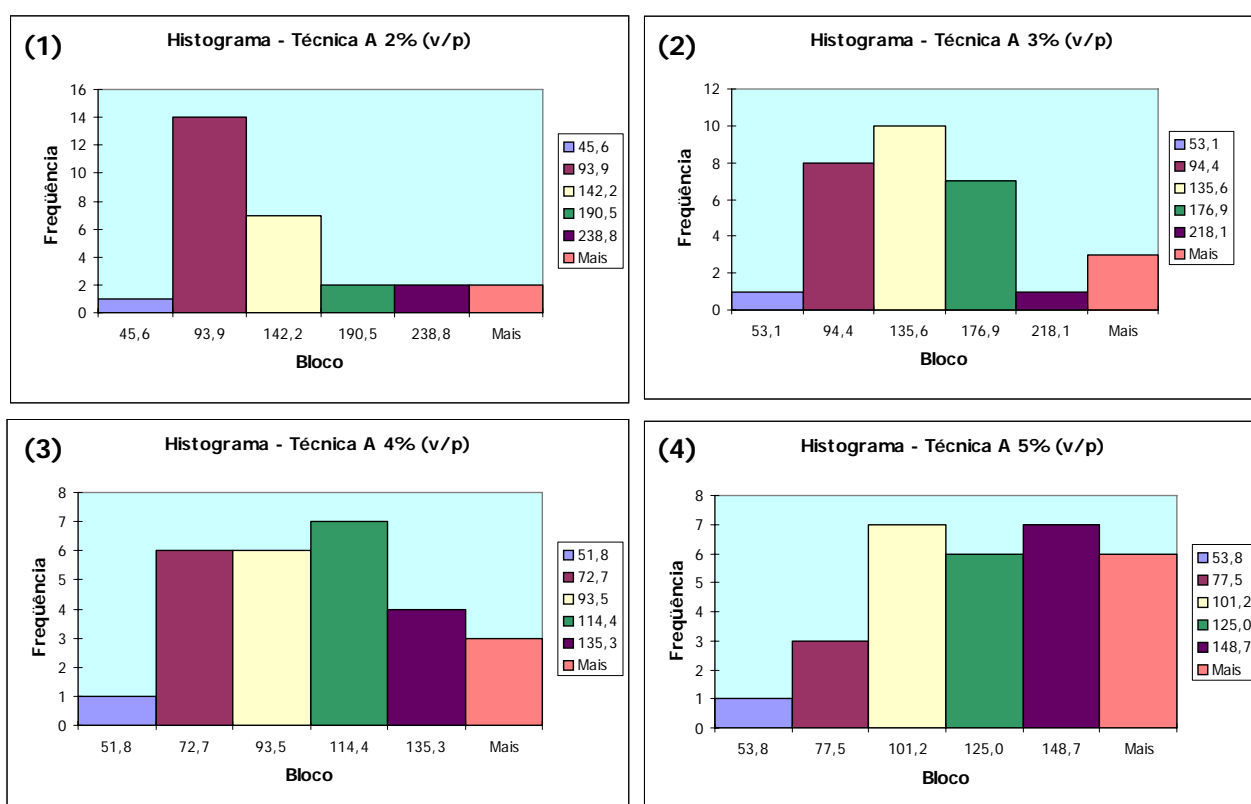 (1)
Histograma - Técnica A 2% (v/p)
16
14
12
10
8
6
4
2
0
Freqüência
45,6 93,9 142,2 190,5 238,8 Mais
Bloco
45,6
93,9
142,2
190,5
238,8
Mais
(2)
Histograma - Técnica A 3% (v/p)
12
10
8
6
4
2
0
Freqüência
53,1 94,4 135,6 176,9 218,1 Mais
Bloco
53,1
94,4
135,6
176,9
218,1
Mais
(3)
Histograma - Técnica A 4% (v/p)
8
7
6
5
4
3
2
1
0
Freqüência
51,8 72,7 93,5 114,4 135,3 Mais
Bloco
51,8
72,7
93,5
114,4
135,3
Mais
(4)
Histograma - Técnica A 5% (v/p)
8
7
6
5
4
3
2
1
0
Freqüência
53,8 77,5 101,2 125,0 148,7 Mais
Bloco
53,8
77,5
101,2
125,0
148,7
Mais